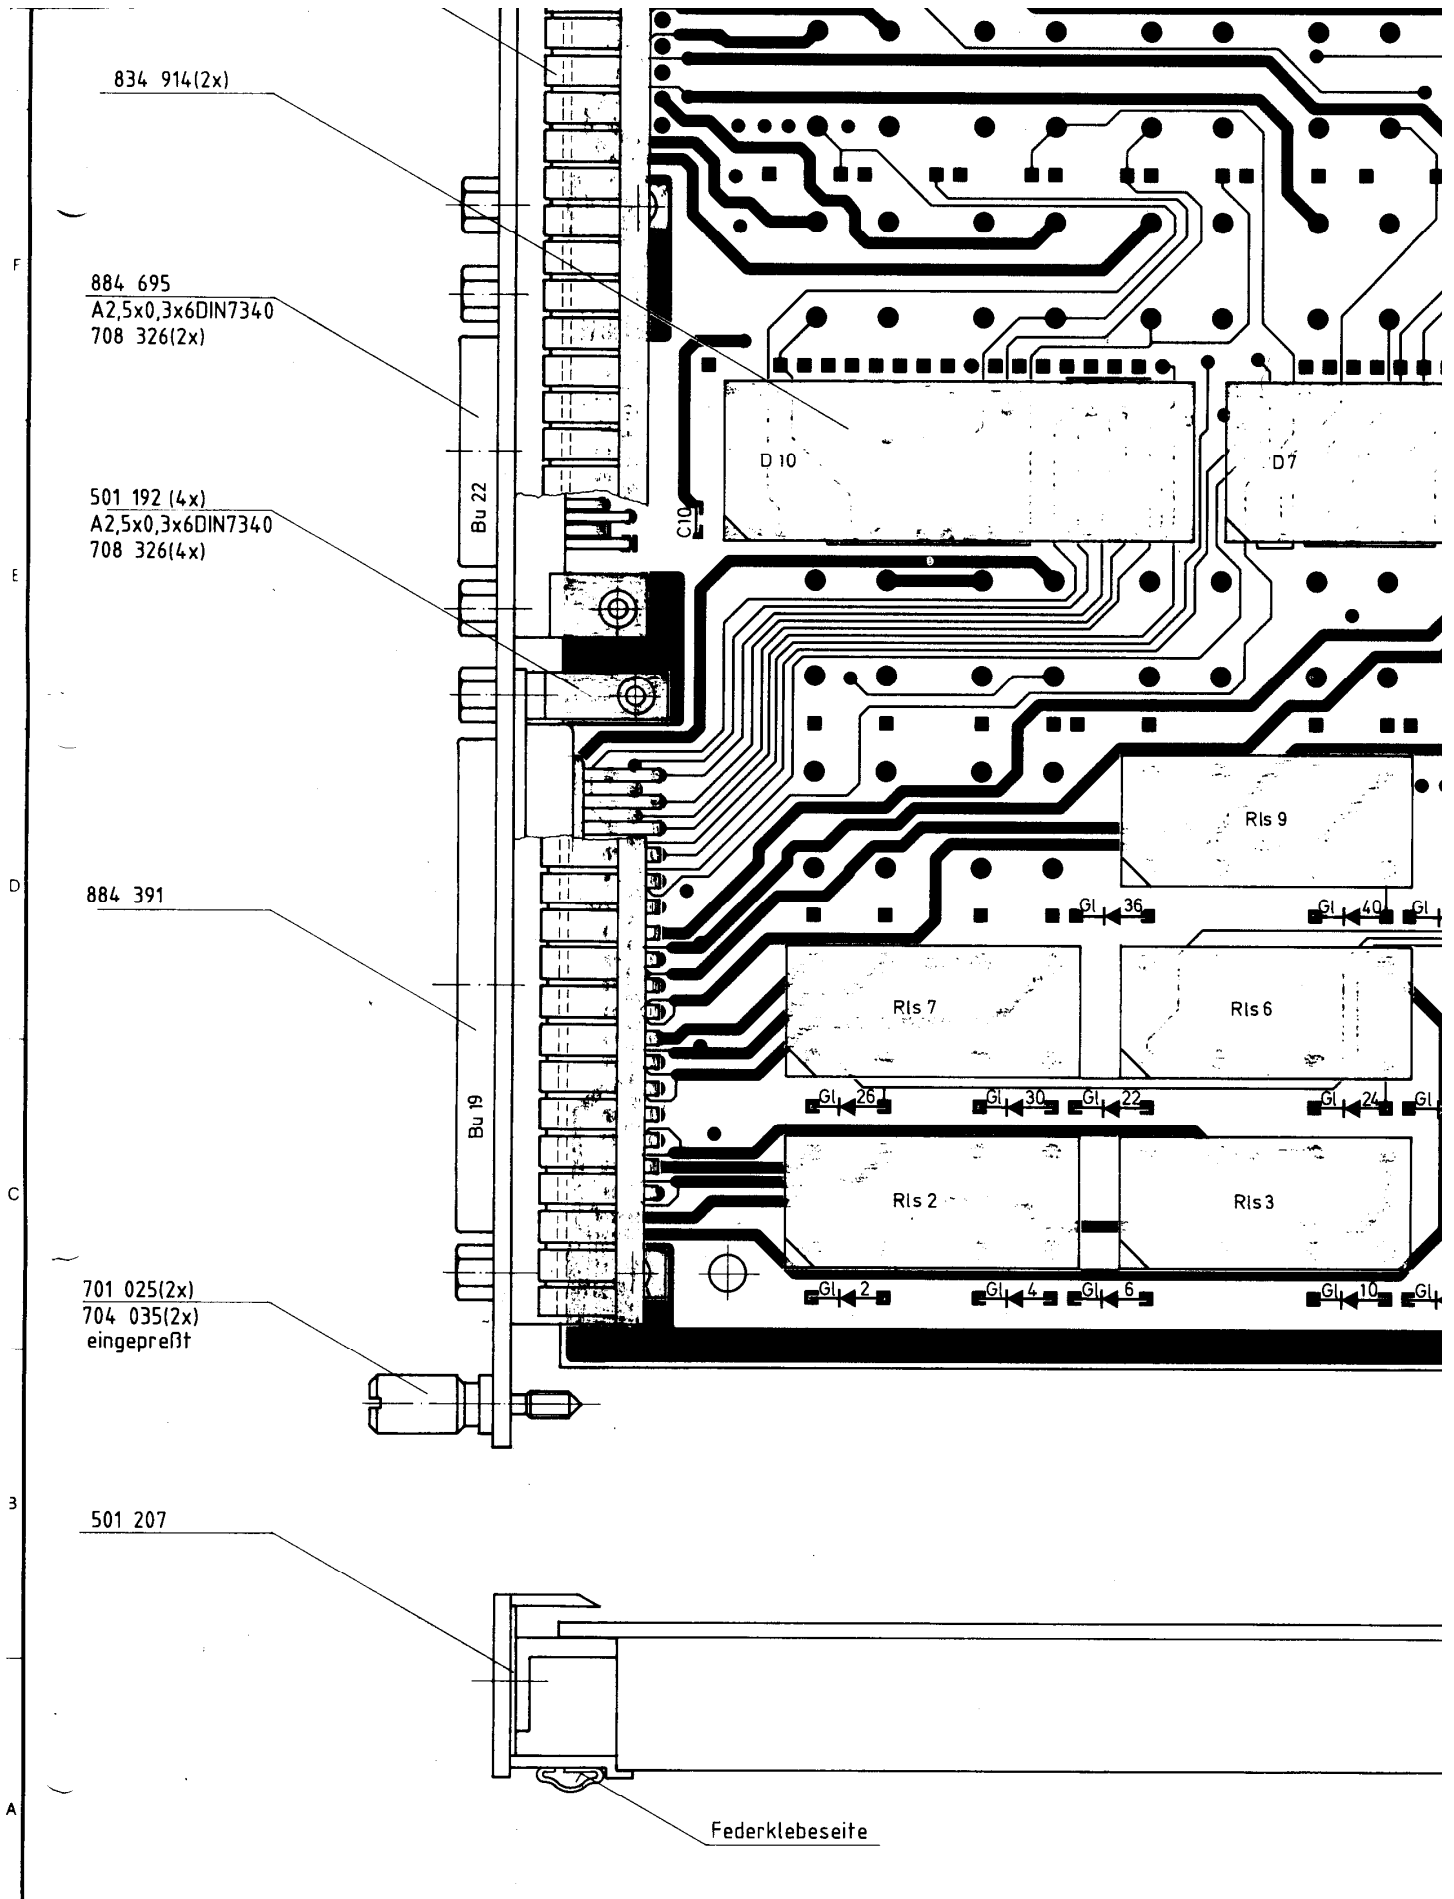 834 914(2x)
F
884 695
A2,5x0,3x6DIN7340
708 326(2x)
D 10
D7
Bu 22
501 192 (4x)
A2,5x0,3x6DIN7340
708 326(4x)
C10
E
Rls 9
D
884 391
Gl 36
Gl 40
Gl
Rls 7
Rls 6
Bu 19
Gl 26
Gl 30
Gl 22
Gl 24
Gl
C
Rls 2
Rls 3
701 025(2x)
704 035(2x)
eingepreßt
Gl 2
Gl 4
Gl 6
Gl 10
Gl
B
501 207
A
Federklebeseite